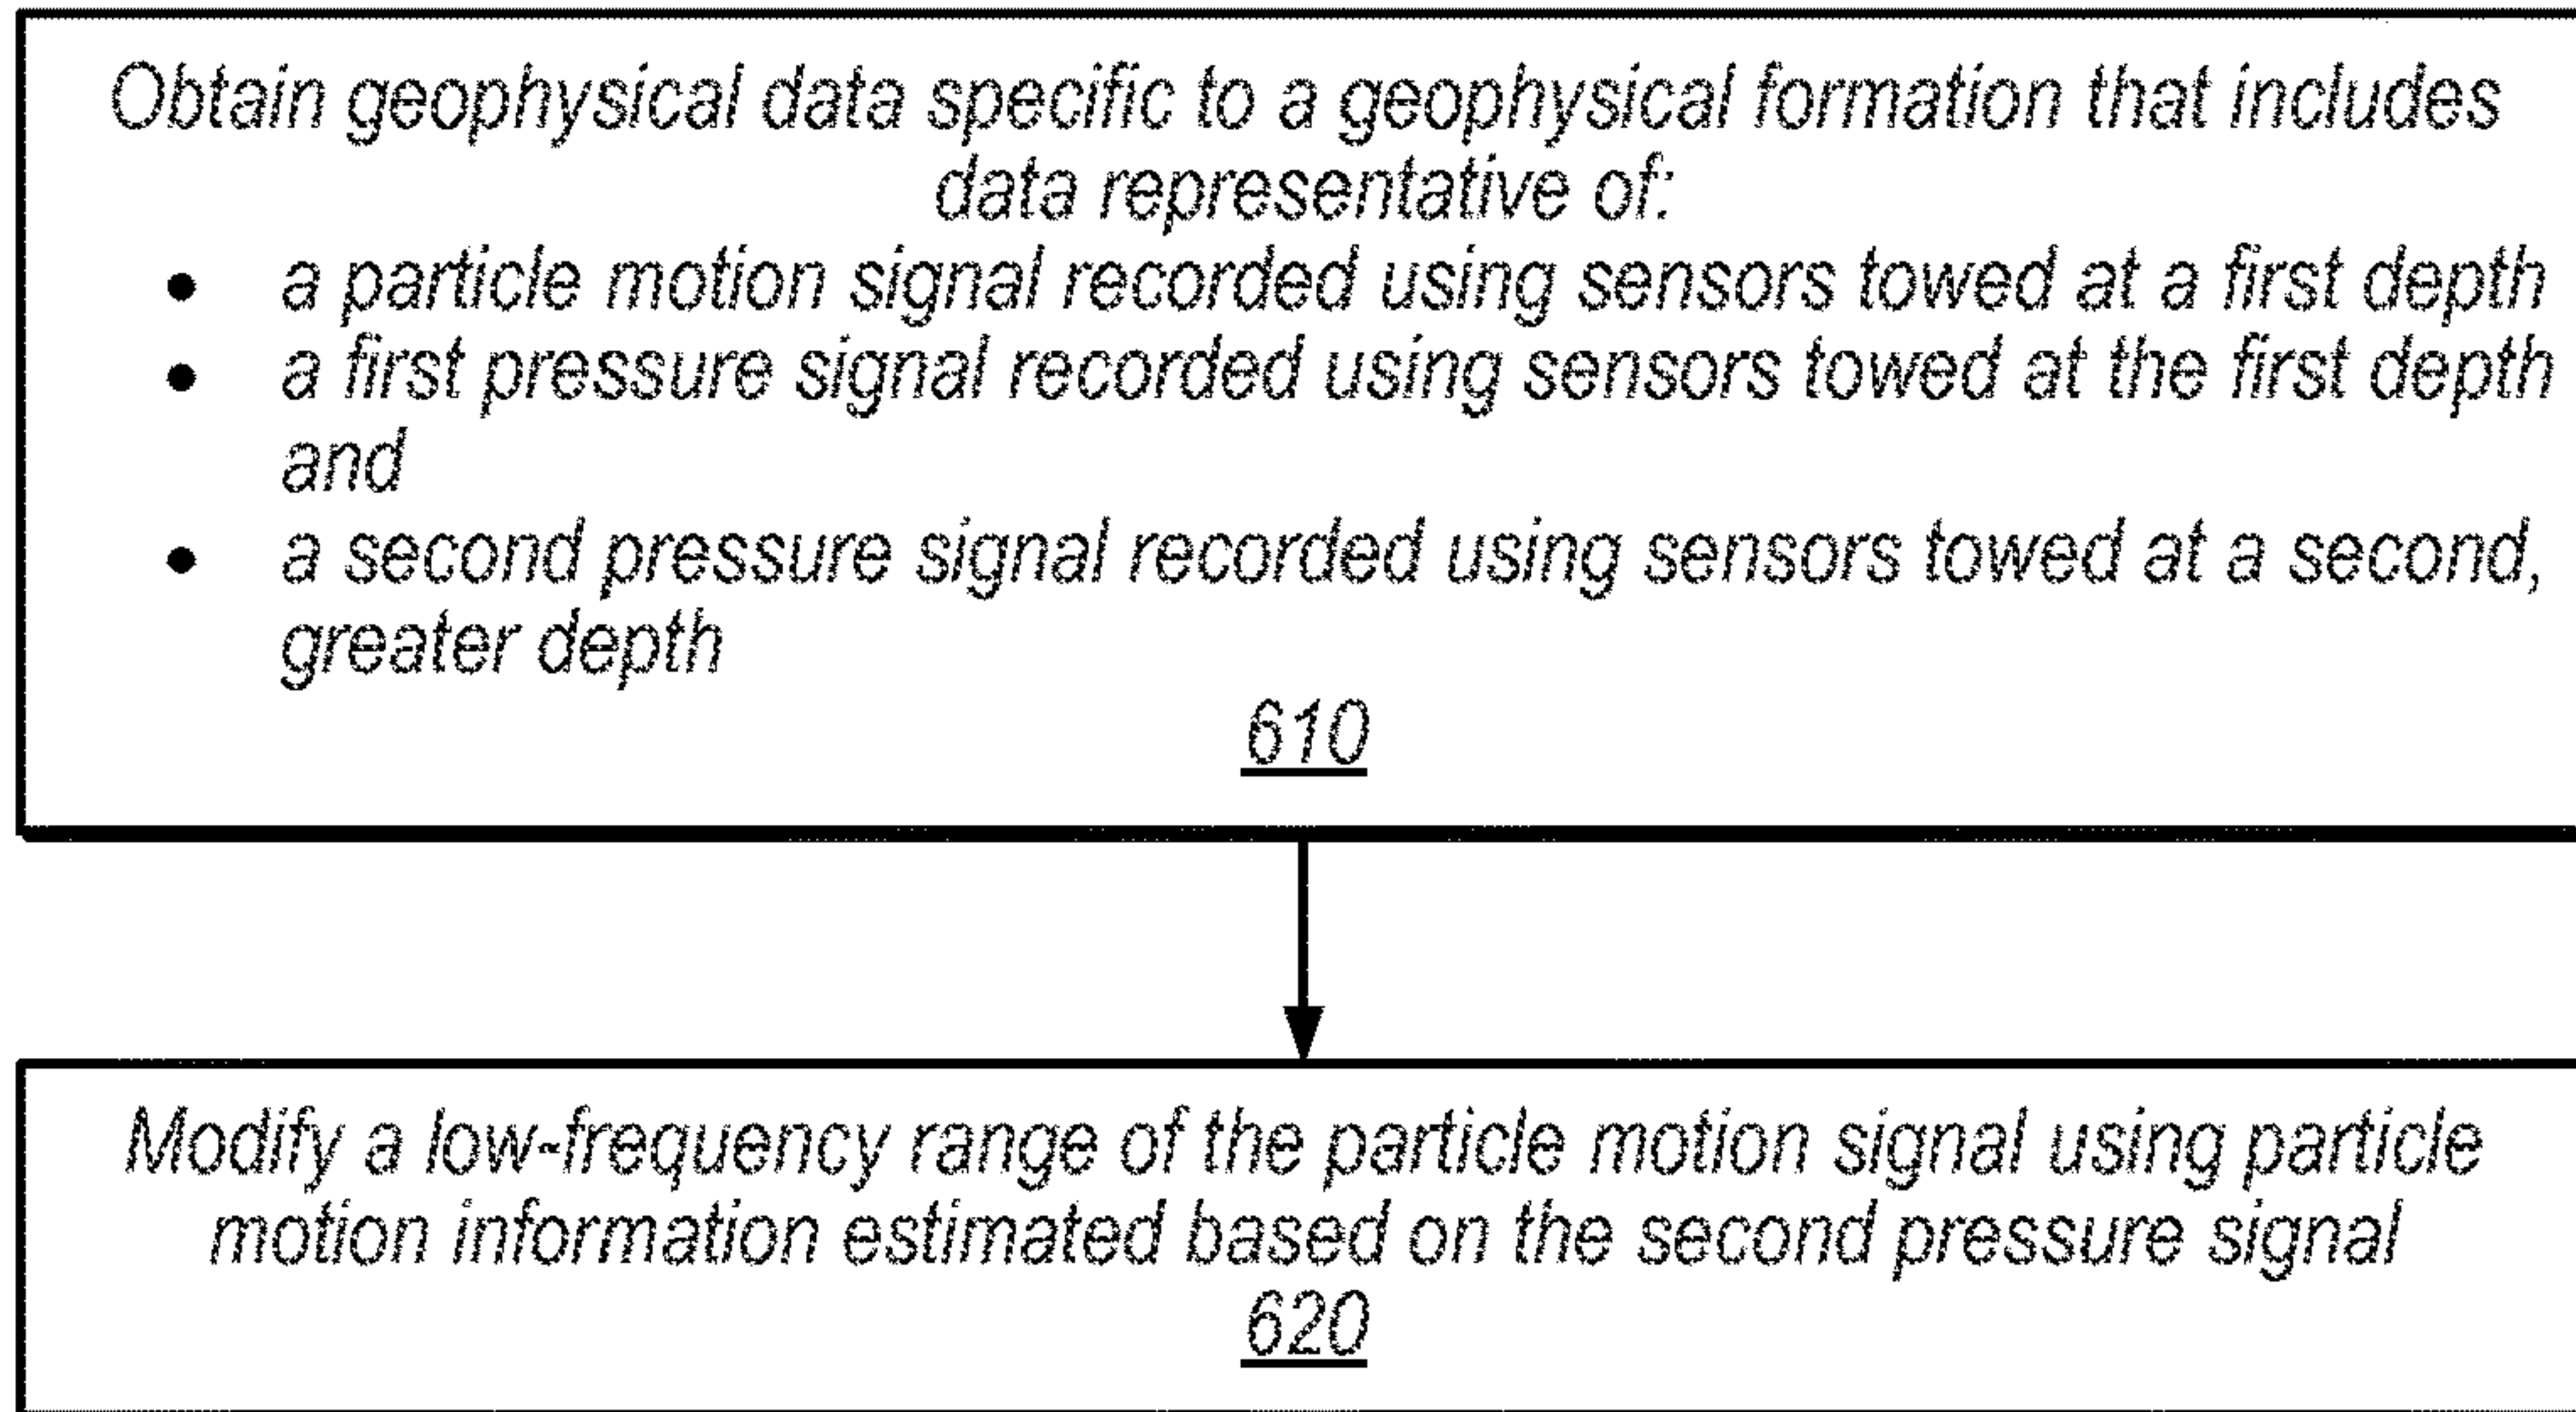 Obtain geophysical data specific to a geophysical formation that includes
data representative of:
• a particle motion signal recorded using sensors towed at a first depth
• a first pressure signal recorded using sensors towed at the first depth
and
• a second pressure signal recorded using sensors towed at a second,
greater depth
610
Modify a low-frequency range of the particle motion signal using particle
motion information estimated based on the second pressure signal
620